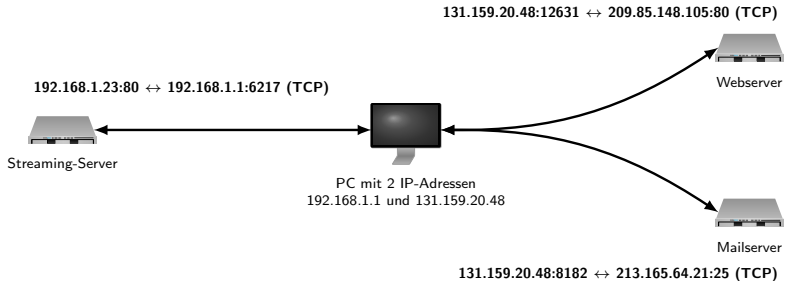 131.159.20.48:12631 ↔ 209.85.148.105:80 (TCP)
Webserver
192.168.1.23:80 ↔ 192.168.1.1:6217 (TCP)
Streaming-Server
PC mit 2 IP-Adressen
192.168.1.1 und 131.159.20.48
Mailserver
131.159.20.48:8182 ↔ 213.165.64.21:25 (TCP)